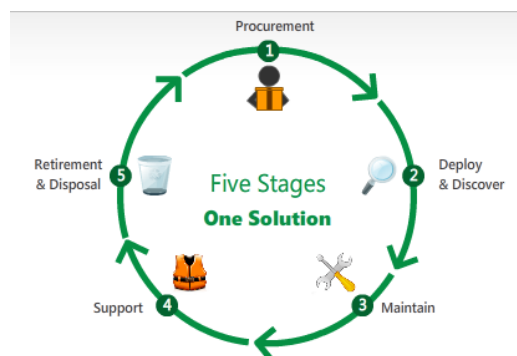 Procurement
1
Deploy
& Discover
2
Maintain
3
Support
4
Retirement
& Disposal
5
Five Stages
One Solution